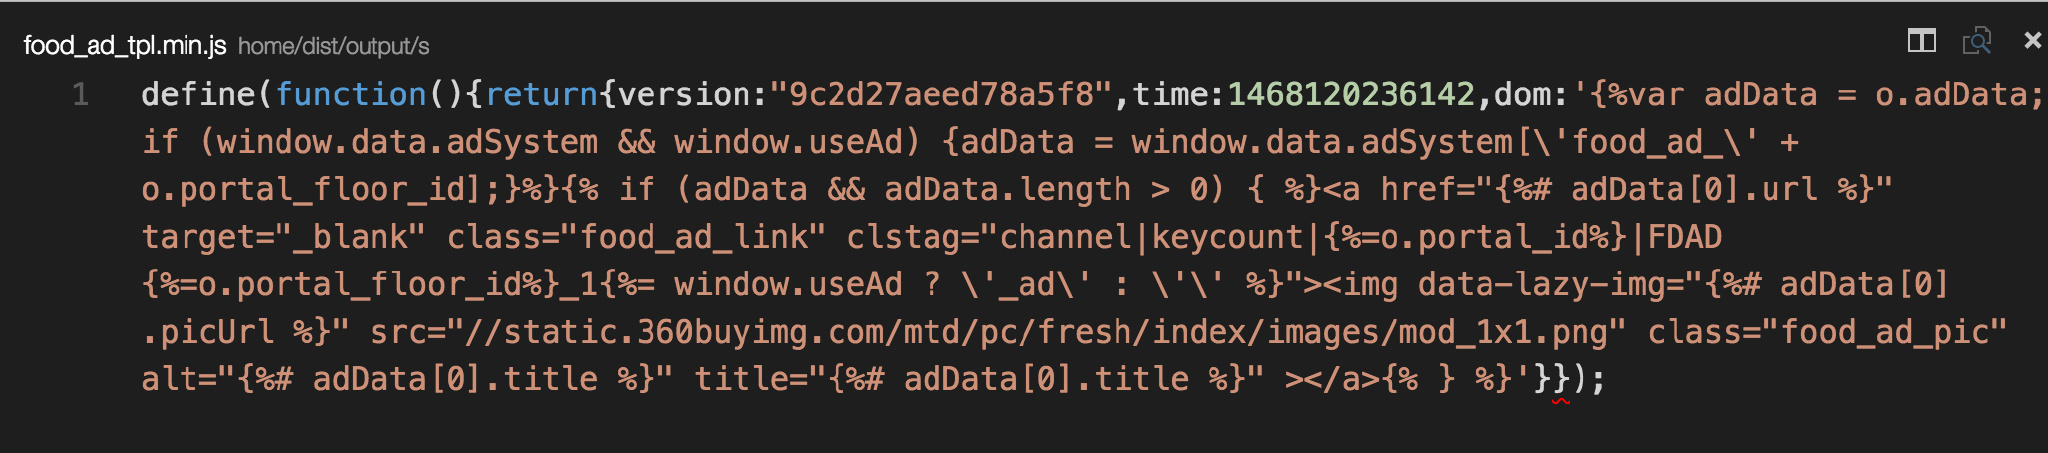 food_ad_tpl.min.js home/dist/output/s
1 define(function(){return{version:"9c2d27aeed78a5f8",time:1468120236142,dom:'{%var adData = o.adData;
if (window.data.adSystem && window.useAd) {adData = window.data.adSystem[\'food_ad_\' +
o.portal_floor_id];}%}{% if (adData && adData.length > 0) { %}<a href="{%# adData[0].url %}"
target="_blank" class="food_ad_link" clstag="channel|keycount|{%=o.portal_id%}|FDAD
{%=o.portal_floor_id%}_1{%= window.useAd ? \'_ad\' : \'\' %}"><img data-lazy-img="{%# adData[0]
.picUrl %}" src="//static.360buyimg.com/mtd/pc/fresh/index/images/mod_1x1.png" class="food_ad_pic"
alt="{%# adData[0].title %}" title="{%# adData[0].title %}" ></a>{% } %}'}});